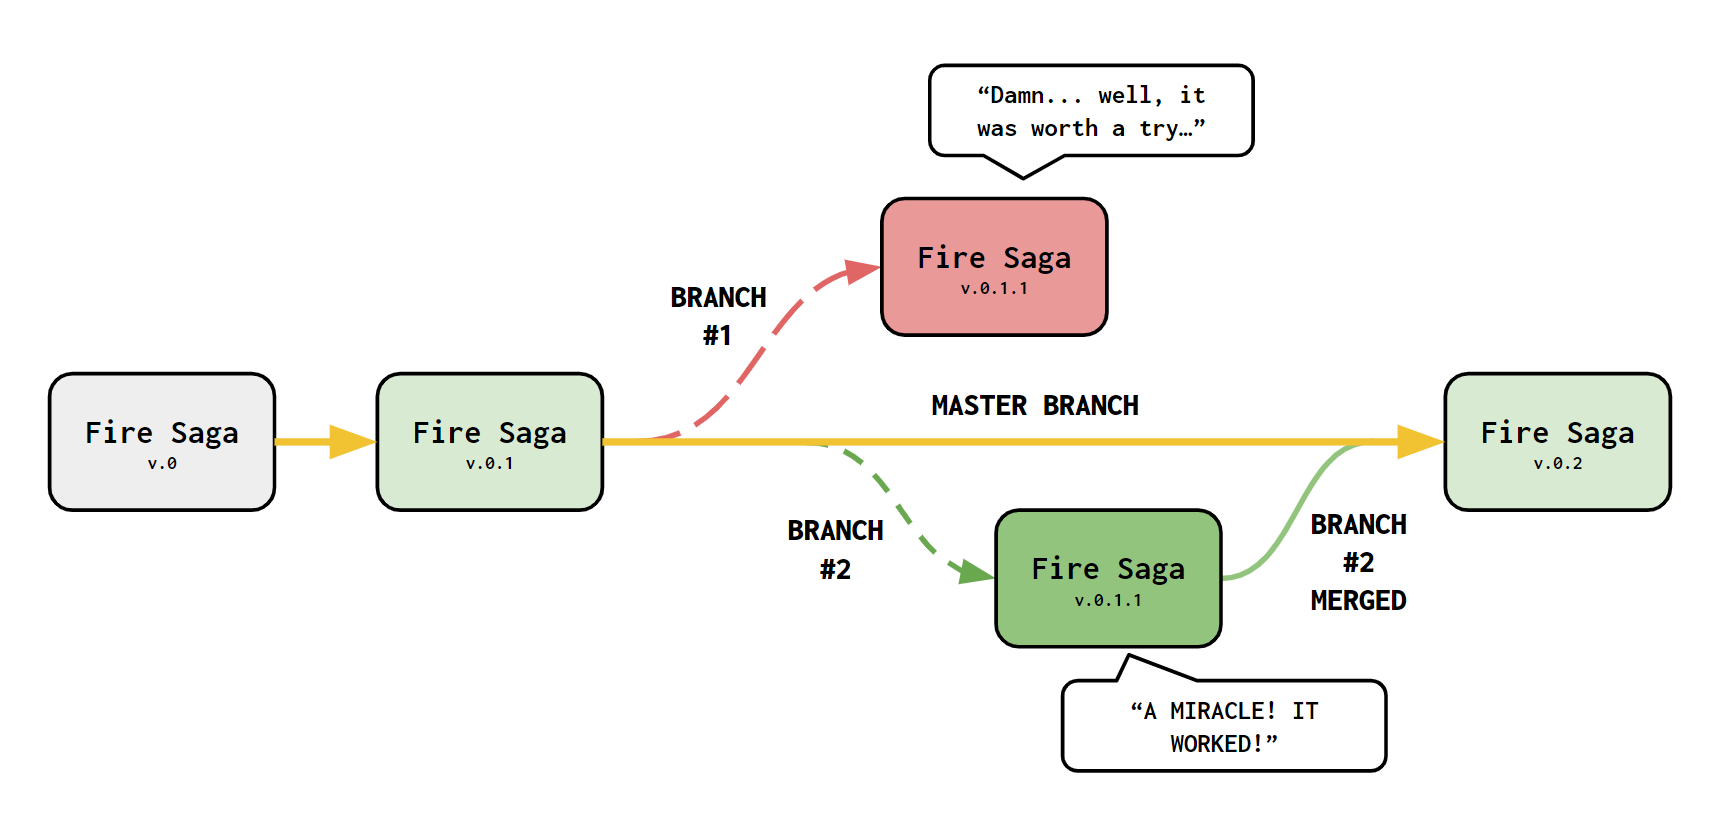 “Damn... well, it
was worth a try…”
Fire Saga
v.0.1.1
BRANCH
#1
MASTER BRANCH
Fire Saga
v.0
Fire Saga
v.0.1
Fire Saga
v.0.2
BRANCH
#2
Fire Saga
v.0.1.1
BRANCH
#2
MERGED
“A MIRACLE! IT
WORKED!”